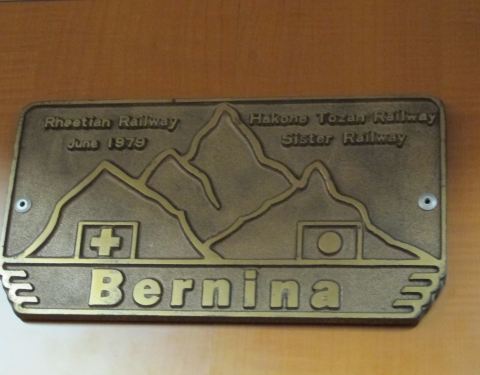 Rhaetian Railway
June 1979
Hakone Tozan Railway
Sister Railway
Bernina